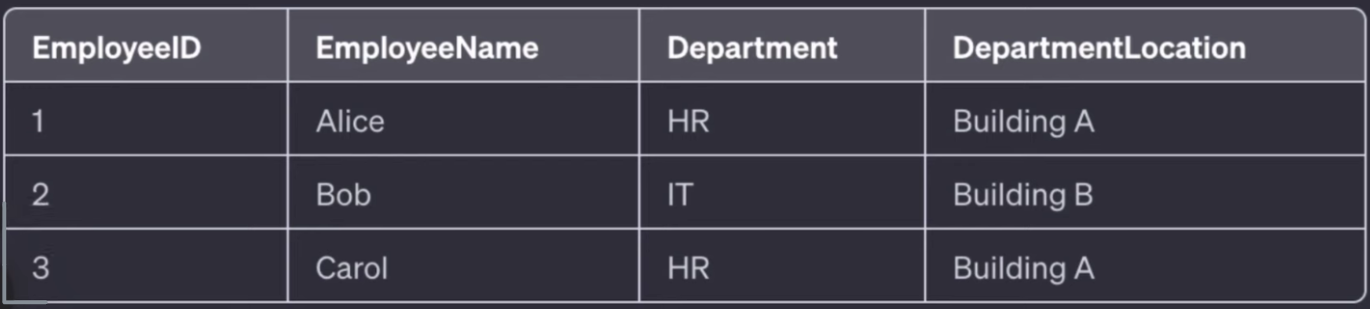 EmployeeID EmployeeName Department DepartmentLocation
1 Alice HR Building A
2 Bob IT Building B
3 Carol HR Building A